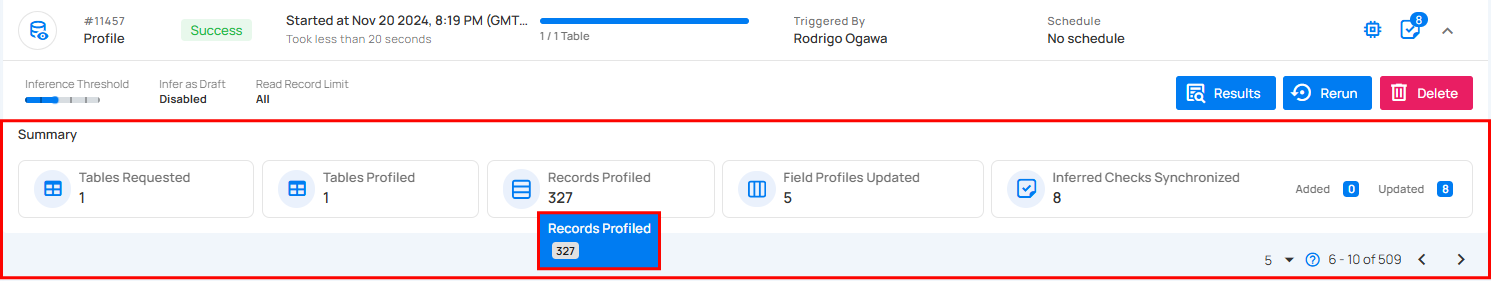 #11457
Profile
Success
Started at Nov 20 2024, 8:19 PM (GMT...
Took less than 20 seconds
1 / 1 Table
Triggered By
Rodrigo Ogawa
Schedule
No schedule
8
Inference Threshold
Infer as Draft
Disabled
Read Record Limit
All
Results
Rerun
Delete
Summary
Tables Requested
1
Tables Profiled
1
Records Profiled
327
Field Profiles Updated
5
Inferred Checks Synchronized
8
Added 0 Updated 8
Records Profiled
327
5 6 - 10 of 509